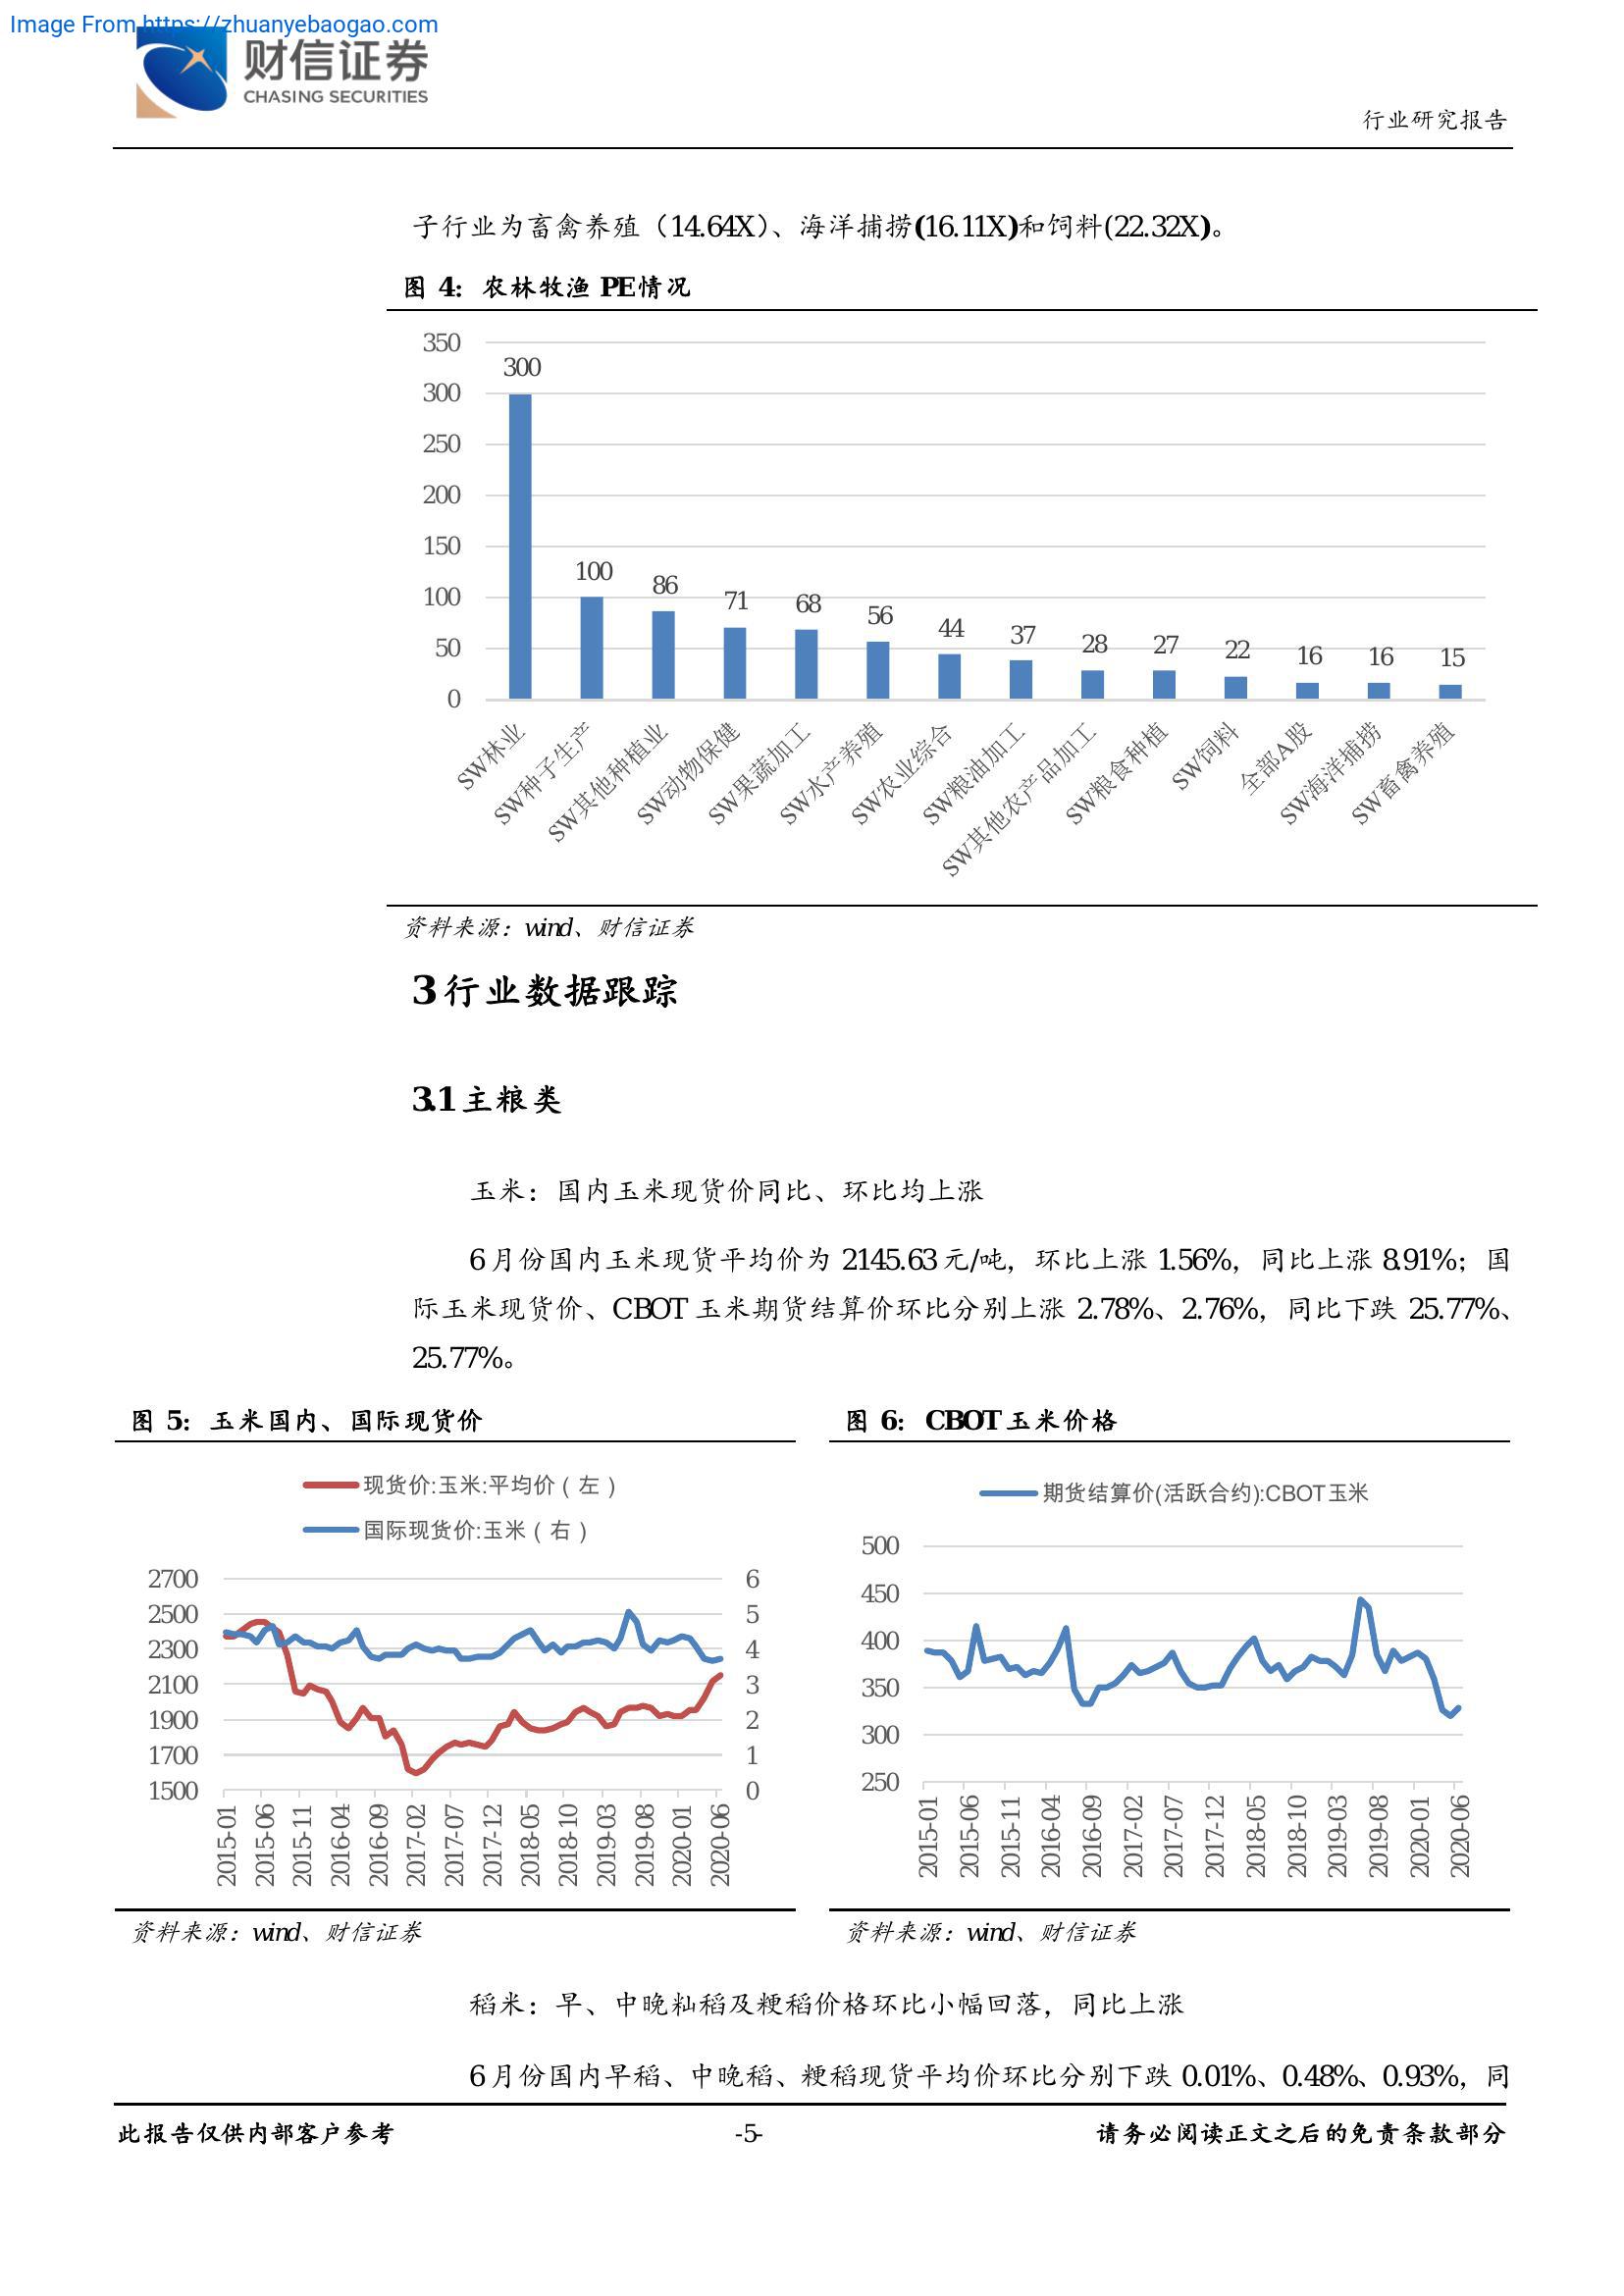 Image From https://zhuanyebaogao.com
财信证券
CHASING SECURITIES
行业研究报告
子行业为畜禽养殖（14.64X）、海洋捕捞(16.11X)和饲料(22.32X)。
图 4：农林牧渔 PE 情况
350
300
250
200
150
100
50
0
300
100
86
71
68
56
44
37
28
27
22
16
16
15
SW林业
SW种子生产
SW其他种植业
SW动物保健
SW果蔬加工
SW水产养殖
SW农业综合
SW粮油加工
SW其他农产品加工
SW粮食种植
SW饲料
全部A股
SW海洋捕捞
SW畜禽养殖
资料来源：wind、财信证券
3 行业数据跟踪
3.1 主粮类
玉米：国内玉米现货价同比、环比均上涨
6 月份国内玉米现货平均价为 2145.63 元/吨，环比上涨 1.56%，同比上涨 8.91%；国
际玉米现货价、CBOT 玉米期货结算价环比分别上涨 2.78%、2.76%，同比下跌 25.77%、
25.77%。
图 5：玉米国内、国际现货价
现货价:玉米:平均价（左）
国际现货价:玉米（右）
2700
2500
2300
2100
1900
1700
1500
6
5
4
3
2
1
0
2015-01
2015-06
2015-11
2016-04
2016-09
2017-02
2017-07
2017-12
2018-05
2018-10
2019-03
2019-08
2020-01
2020-06
资料来源：wind、财信证券
图 6：CBOT 玉米价格
期货结算价(活跃合约):CBOT玉米
500
450
400
350
300
250
2015-01
2015-06
2015-11
2016-04
2016-09
2017-02
2017-07
2017-12
2018-05
2018-10
2019-03
2019-08
2020-01
2020-06
资料来源：wind、财信证券
稻米：早、中晚籼稻及粳稻价格环比小幅回落，同比上涨
6 月份国内早稻、中晚稻、粳稻现货平均价环比分别下跌 0.01%、0.48%、0.93%，同
此报告仅供内部客户参考
-5-
请务必阅读正文之后的免责条款部分